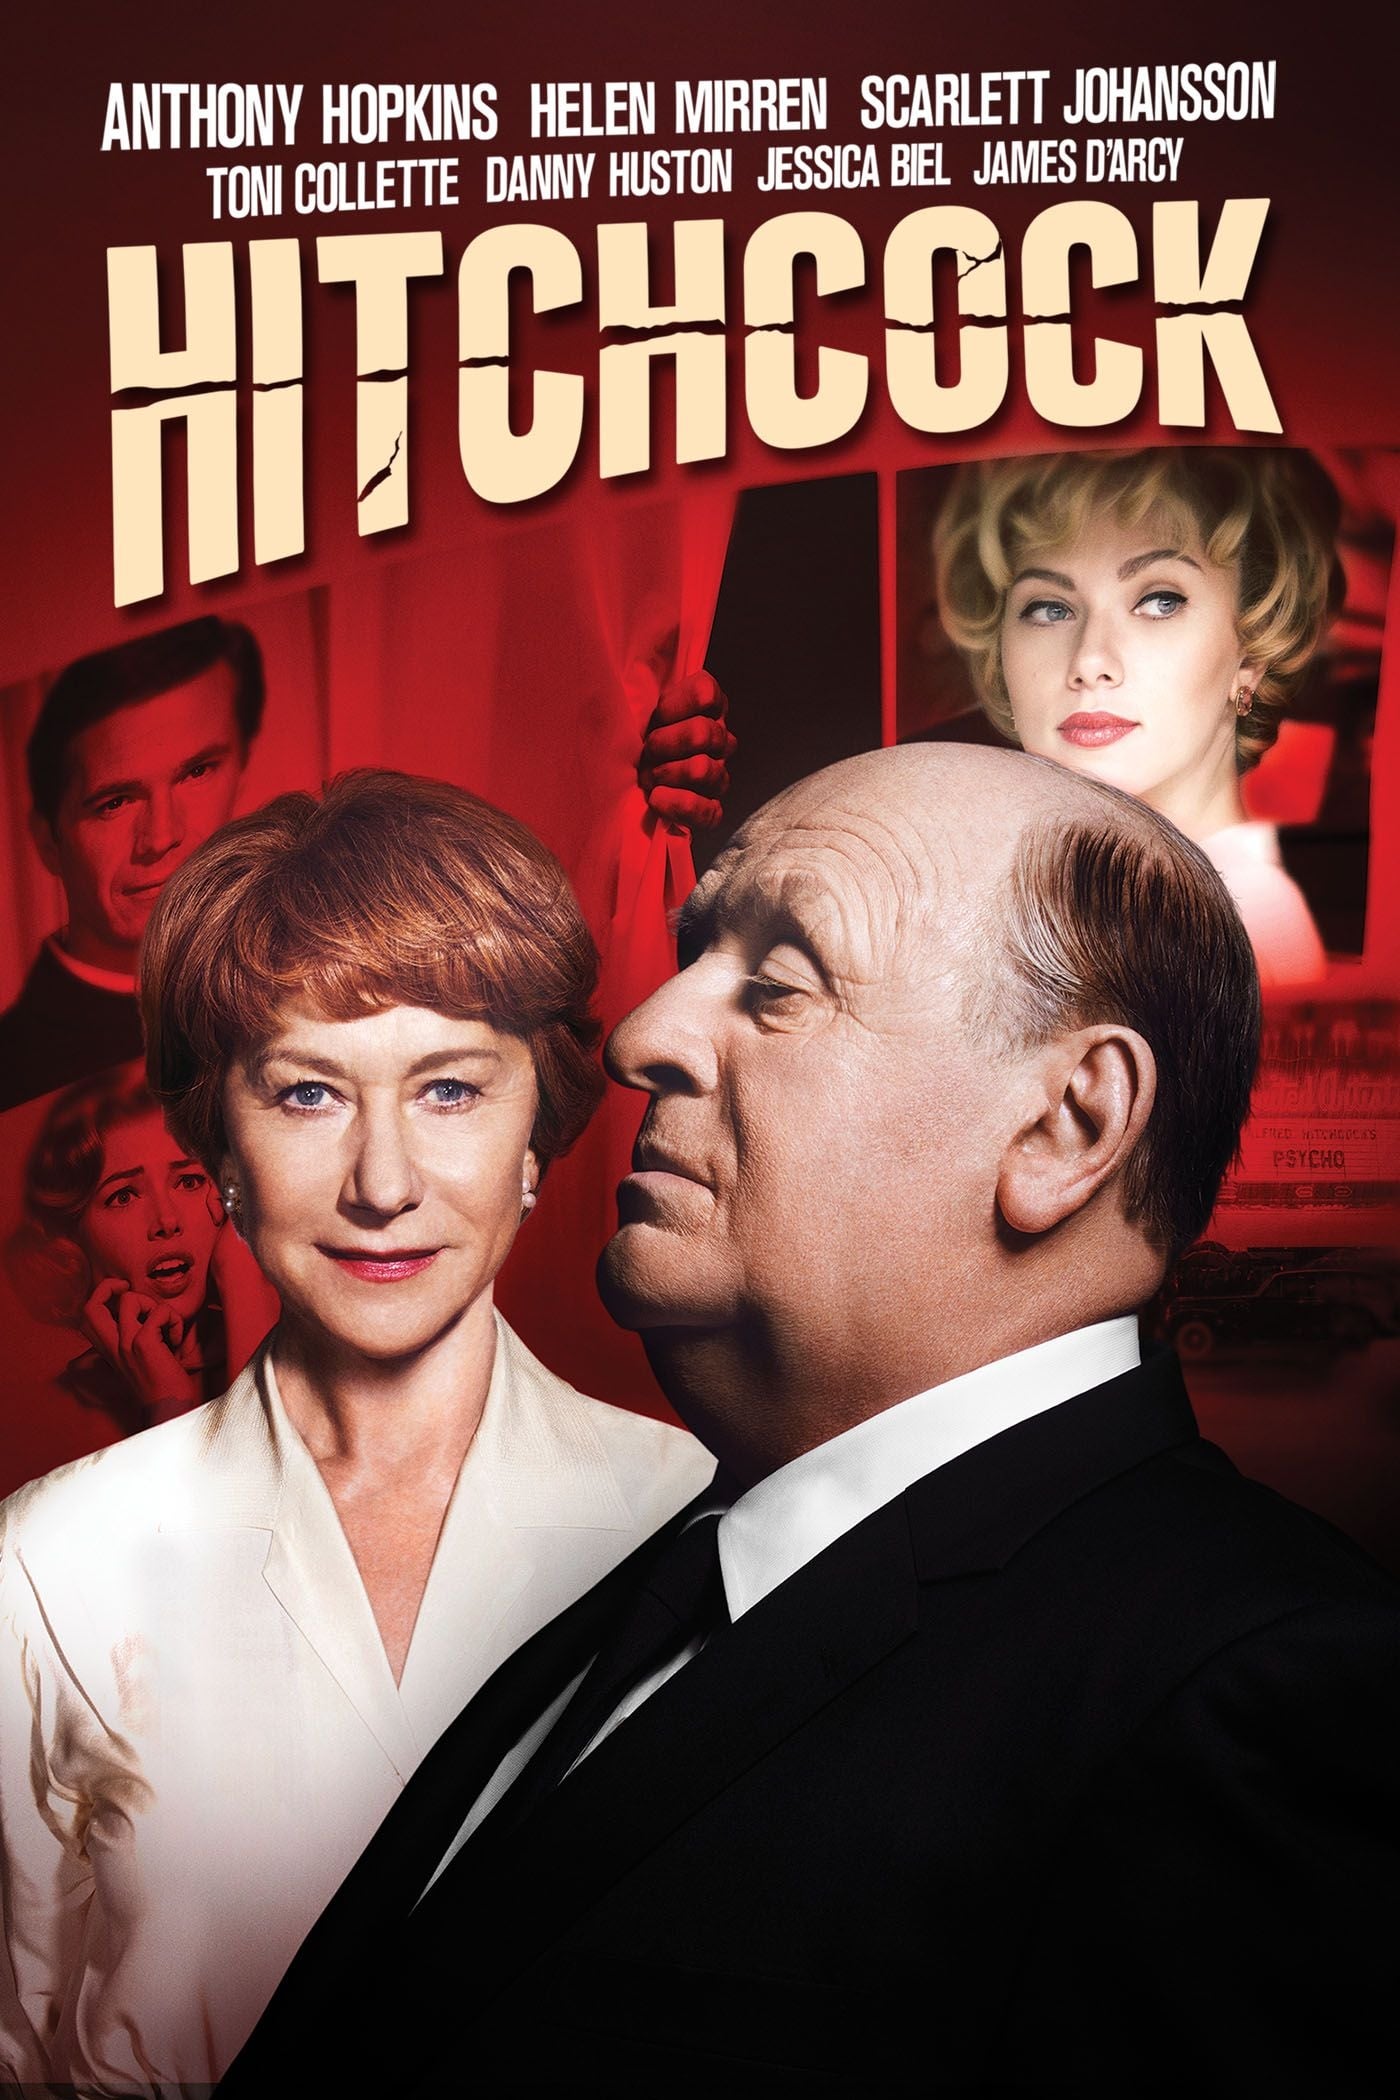 ANTHONY HOPKINS HELEN MIRREN SCARLETT JOHANSSON
TONI COLLETTE DANNY HUSTON JESSICA BIEL JAMES D'ARCY
HITCHCOCK
ALFRED HITCHCOCK'S
PSYCHO